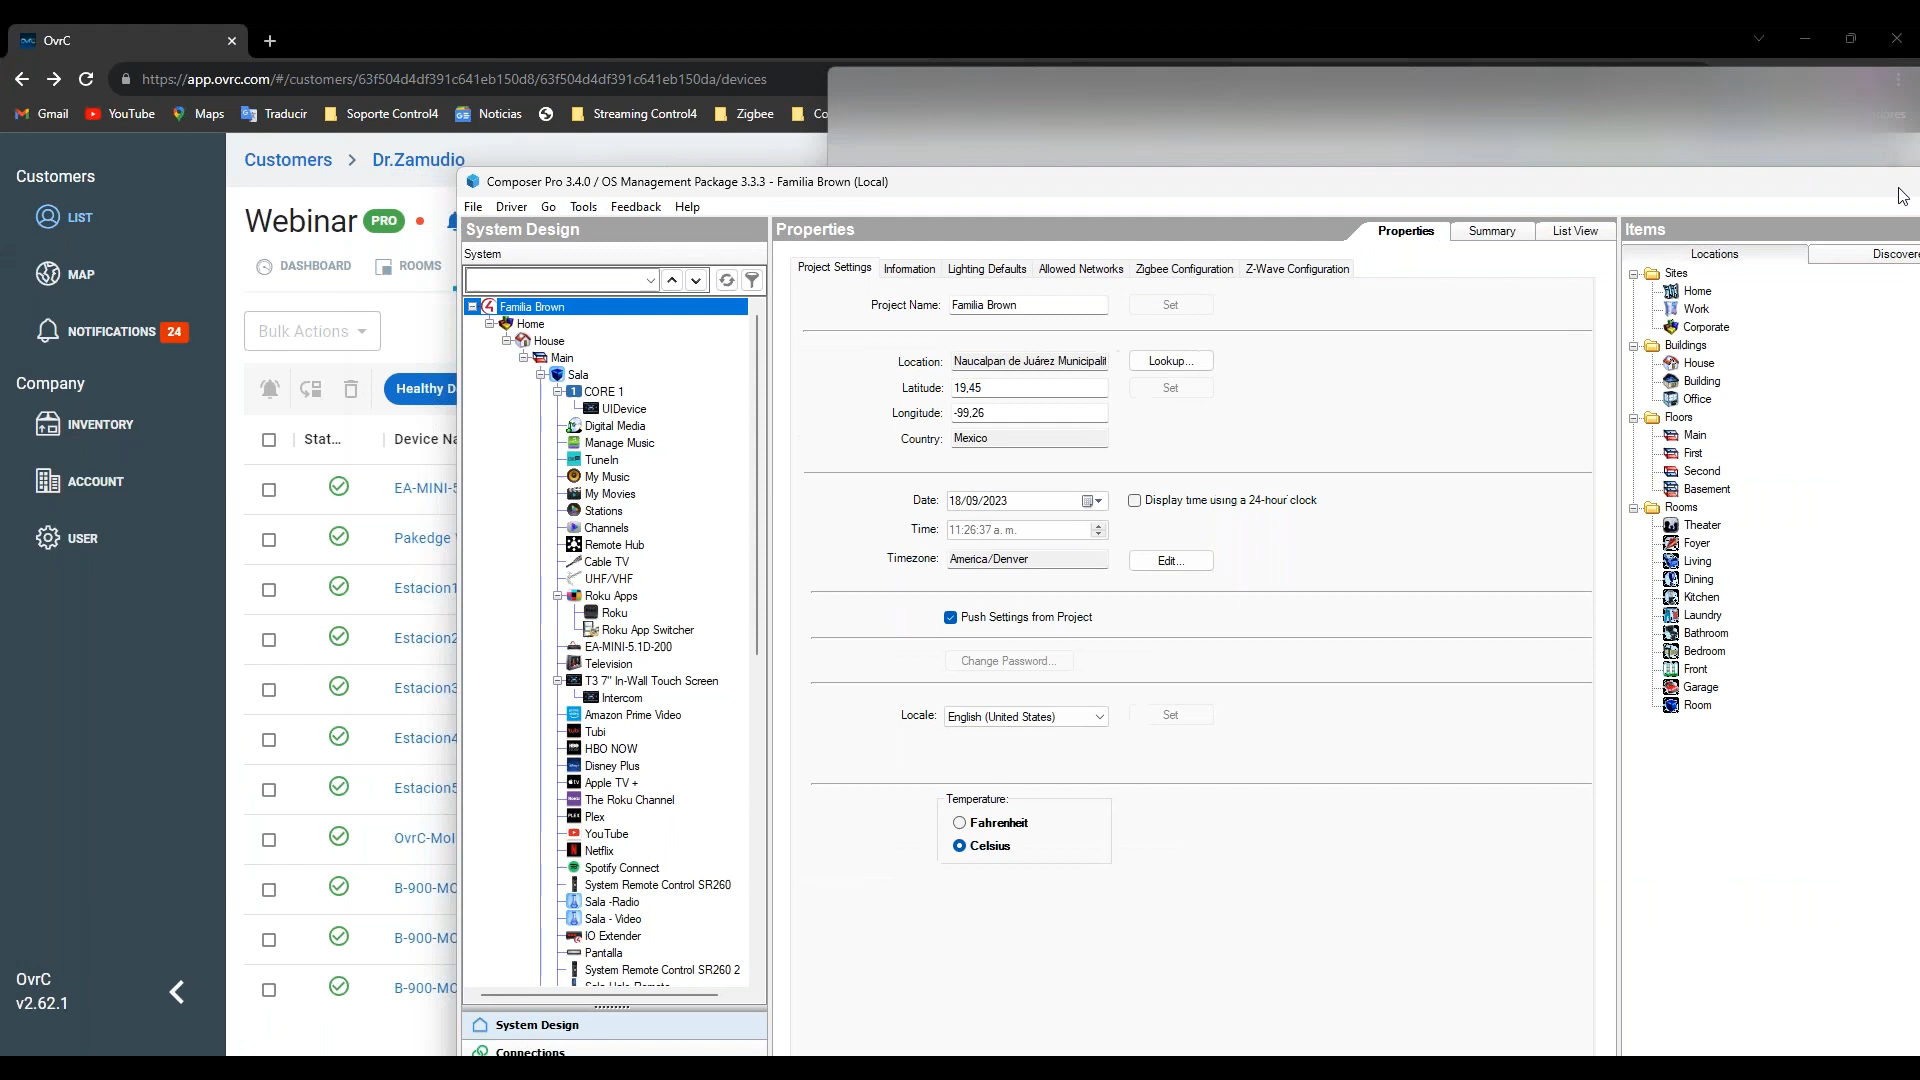 OvrC
https://app.ovrc.com/#/customers/63f504d4df391c641eb150d8/63f504d4df391c641eb150da/devices
Gmail
YouTube
Maps
Traducir
Soporte Control4
Noticias
Streaming Control4
Zigbee
Co
Customers
LIST
MAP
NOTIFICATIONS 24
Company
INVENTORY
ACCOUNT
USER
OvrC
v2.62.1
Customers > Dr.Zamudio
Webinar PRO
DASHBOARD
ROOMS
Bulk Actions
Healthy D
Stat...
Device Na
EA-MINI-5
Pakedge
Estacion1
Estacion2
Estacion3
Estacion4
Estacion5
OvrC-Mol
B-900-MO
B-900-MO
B-900-MO
Composer Pro 3.4.0 / OS Management Package 3.3.3 - Familia Brown (Local)
File Driver Go Tools Feedback Help
System Design
System
Familia Brown
Home
House
Main
Sala
CORE 1
UIDevice
Digital Media
Manage Music
TuneIn
My Music
My Movies
Stations
Channels
Remote Hub
Cable TV
UHF/VHF
Roku Apps
Roku
Roku App Switcher
EA-MINI-5.1D-200
Television
T3 7" In-Wall Touch Screen
Intercom
Amazon Prime Video
Tubi
HBO NOW
Disney Plus
Apple TV +
The Roku Channel
Plex
YouTube
Netflix
Spotify Connect
System Remote Control SR260
Sala -Radio
Sala - Video
IO Extender
Pantalla
System Remote Control SR260 2
Sala Halo Remote
System Design
Connections
Properties
Properties
Summary
List View
Project Settings
Information
Lighting Defaults
Allowed Networks
Zigbee Configuration
Z-Wave Configuration
Project Name: Familia Brown Set
Location: Naucalpan de Juárez Municipalit Lookup...
Latitude: 19,45 Set
Longitude: -99,26
Country: Mexico
Date: 18/09/2023 Display time using a 24-hour clock
Time: 11:26:37 a. m.
Timezone: America/Denver Edit...
Push Settings from Project
Change Password...
Locale: English (United States) Set
Temperature:
Fahrenheit
Celsius
Items
Locations
Discovere
Sites
Home
Work
Corporate
Buildings
House
Building
Office
Floors
Main
First
Second
Basement
Rooms
Theater
Foyer
Living
Dining
Kitchen
Laundry
Bathroom
Bedroom
Front
Garage
Room